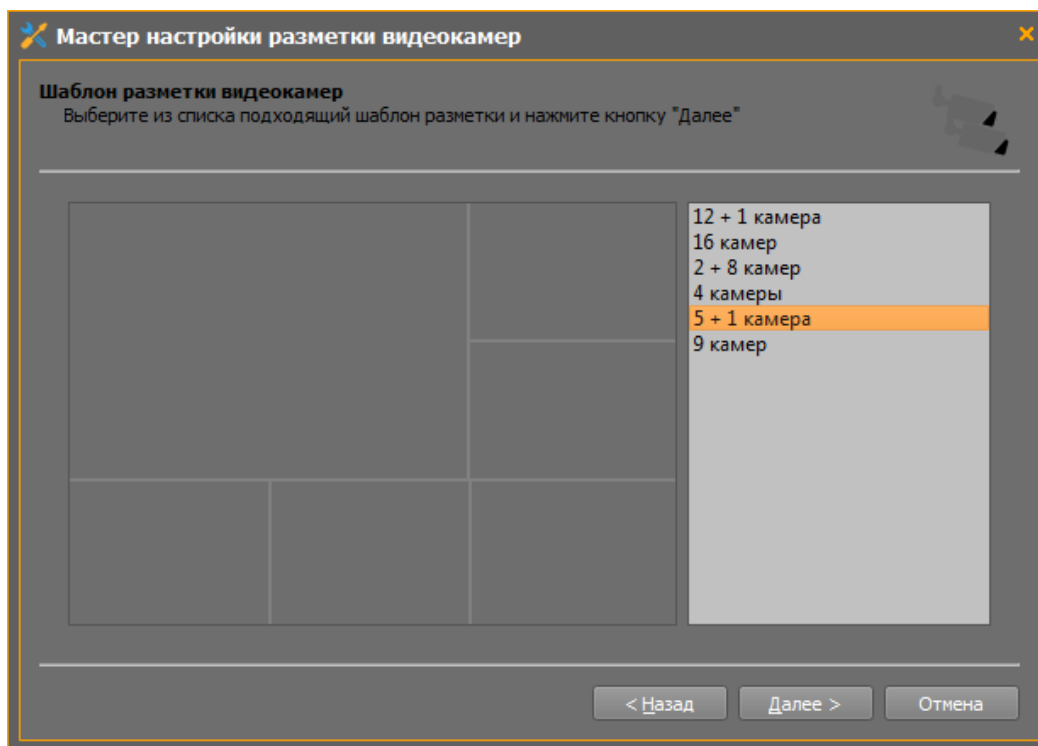 Мастер настройки разметки видеокамер
Шаблон разметки видеокамер
Выберите из списка подходящий шаблон разметки и нажмите кнопку "Далее"
12 + 1 камера
16 камер
2 + 8 камер
4 камеры
5 + 1 камера
9 камер
< Назад
Далее >
Отмена